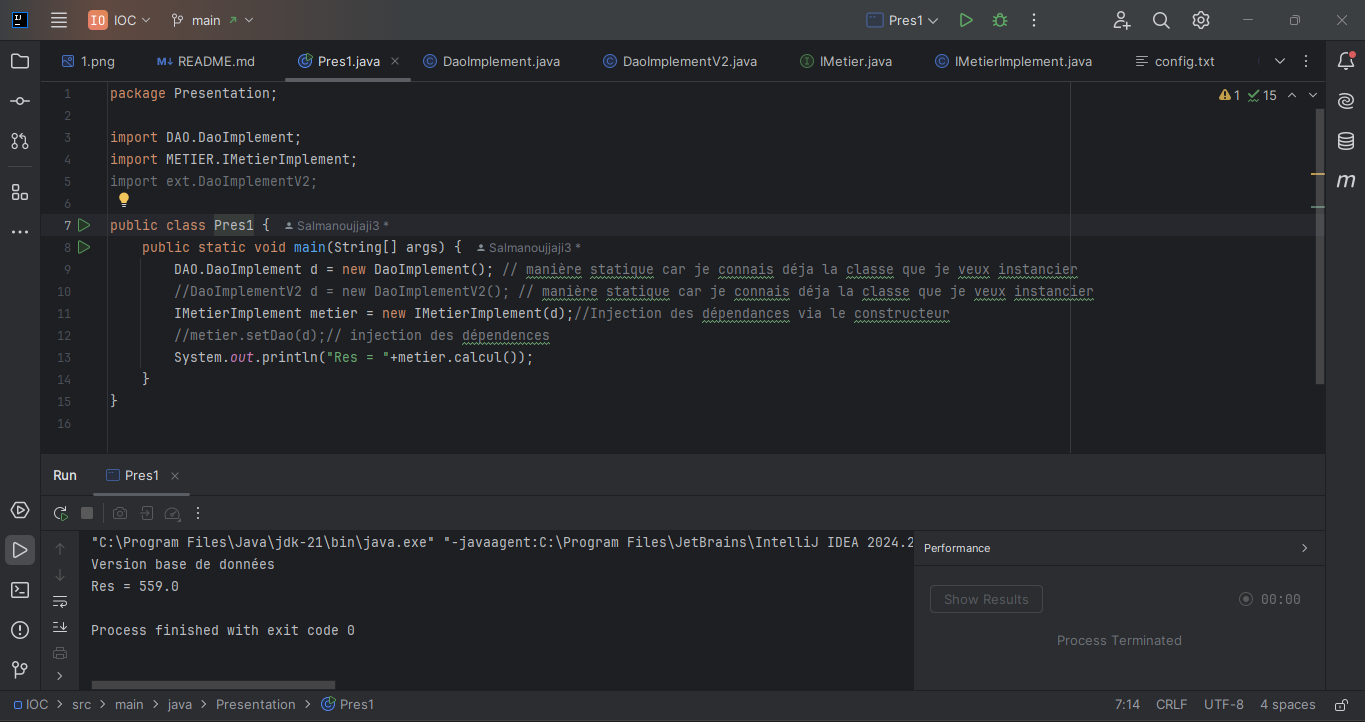 IJ IO IOC main Pres1
1.png M↓ README.md Pres1.java DaoImplement.java DaoImplementV2.java IMetier.java IMetierImplement.java config.txt
1 package Presentation; 1 15
2
3 import DAO.DaoImplement;
4 import METIER.IMetierImplement;
5 import ext.DaoImplementV2;
6
7 public class Pres1 { Salmanoujjaji3 *
8 public static void main(String[] args) { Salmanoujjaji3 *
9 DAO.DaoImplement d = new DaoImplement(); // manière statique car je connais déja la classe que je veux instancier
10 //DaoImplementV2 d = new DaoImplementV2(); // manière statique car je connais déja la classe que je veux instancier
11 IMetierImplement metier = new IMetierImplement(d);//Injection des dépendances via le constructeur
12 //metier.setDao(d);// injection des dépendences
13 System.out.println("Res = "+metier.calcul());
14 }
15 }
16
Run Pres1
"C:\Program Files\Java\jdk-21\bin\java.exe" "-javaagent:C:\Program Files\JetBrains\IntelliJ IDEA 2024.2
Version base de données
Res = 559.0
Process finished with exit code 0
Performance
Show Results 00:00
Process Terminated
IOC > src > main > java > Presentation > Pres1 7:14 CRLF UTF-8 4 spaces